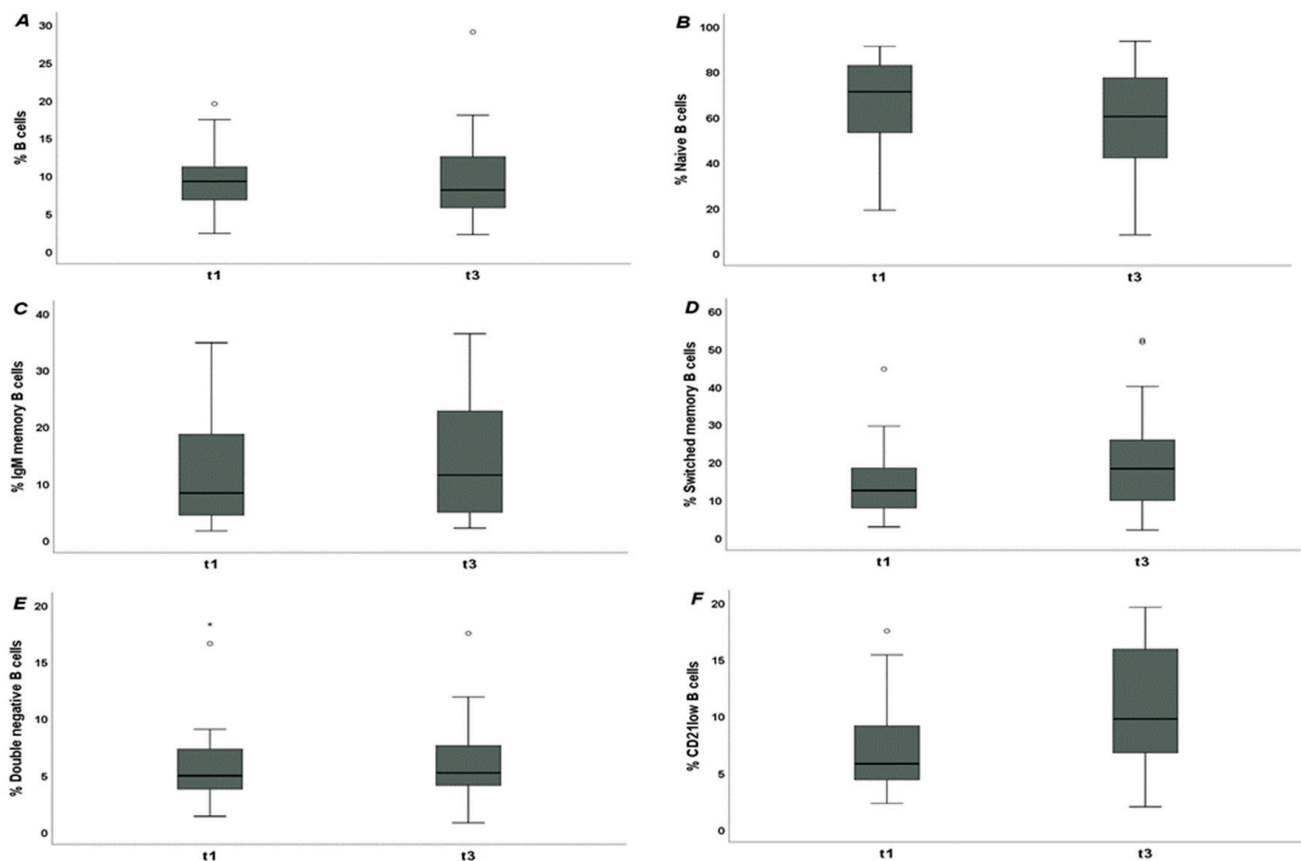 A
% B cells
30
25
20
15
10
5
0
t1
t3
B
% Naive B cells
100
80
60
40
20
0
t1
t3
C
% IgM memory B cells
40
30
20
10
0
t1
t3
D
% Switched memory B cells
60
50
40
30
20
10
0
t1
t3
E
% Double negative B cells
20
15
10
5
0
t1
t3
F
% CD21low B cells
20
15
10
5
0
t1
t3